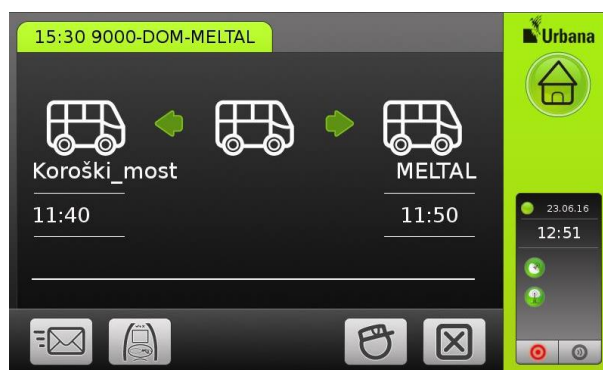 15:30 9000-DOM-MELTAL
Urbana
Koroški_most
MELTAL
11:40
11:50
23.06.16
12:51